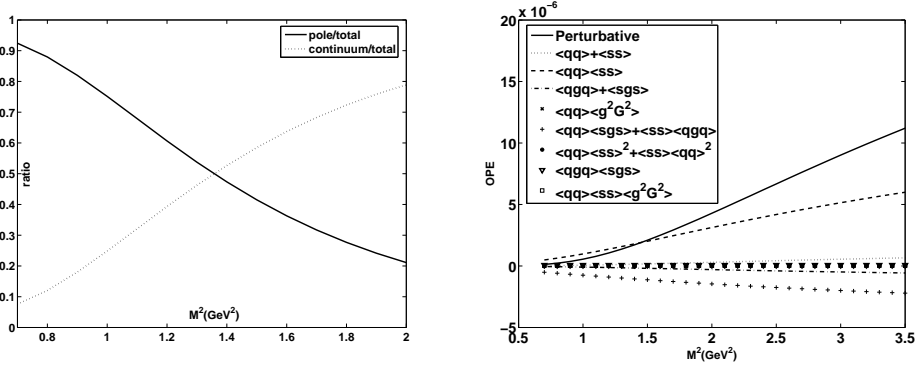 1
0.9
0.8
0.7
0.6
0.5
0.4
0.3
0.2
0.1
0
ratio
pole/total
continuum/total
0.8 1 1.2 1.4 1.6 1.8 2
M²(GeV²)
x 10⁻⁶
20
15
10
5
0
−5
OPE
Perturbative
<qq>+<ss>
<qq><ss>
<qgq>+<sgs>
<qq><g²G²>
<qq><sgs>+<ss><qgq>
<qq><ss>²+<ss><qq>²
<qgq><sgs>
<qq><ss><g²G²>
0.5 1 1.5 2 2.5 3 3.5
M²(GeV²)